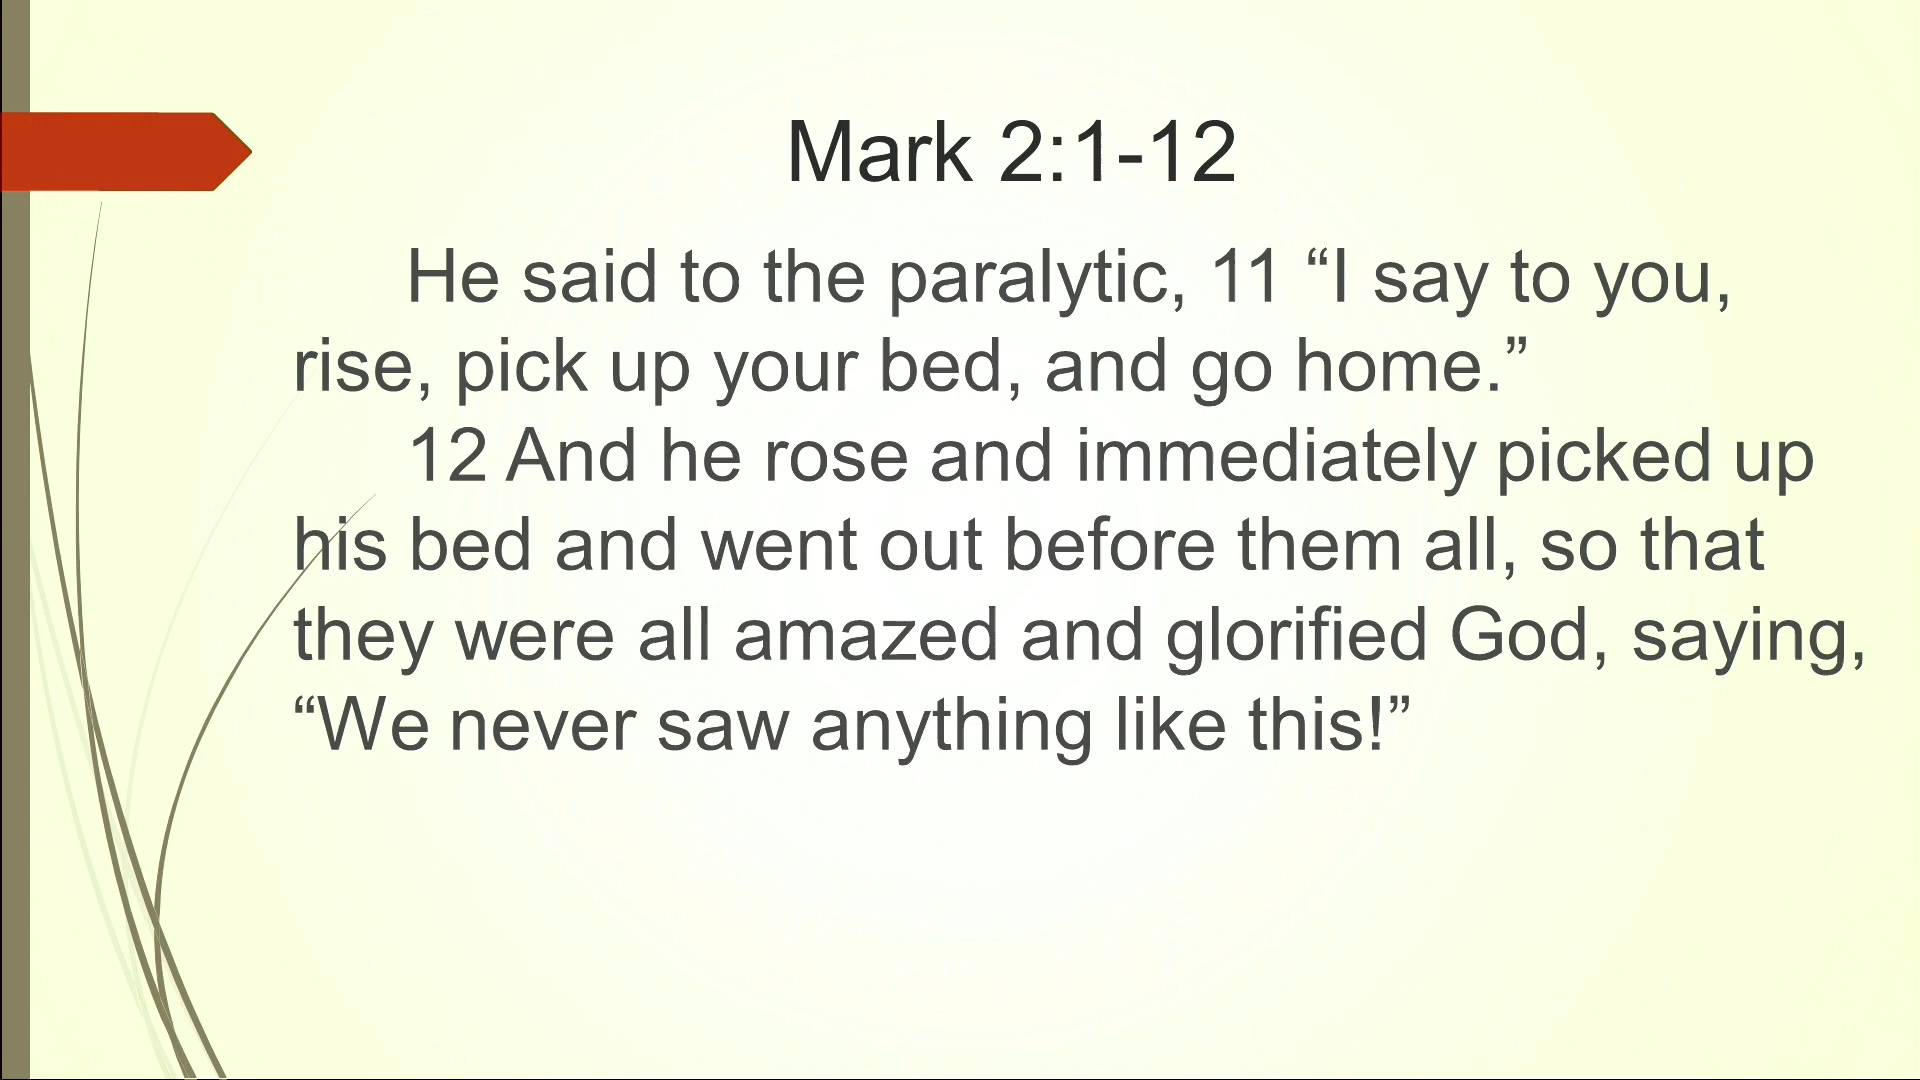 Mark 2:1-12
He said to the paralytic, 11 “I say to you,
rise, pick up your bed, and go home.”
12 And he rose and immediately picked up
his bed and went out before them all, so that
they were all amazed and glorified God, saying,
“We never saw anything like this!”